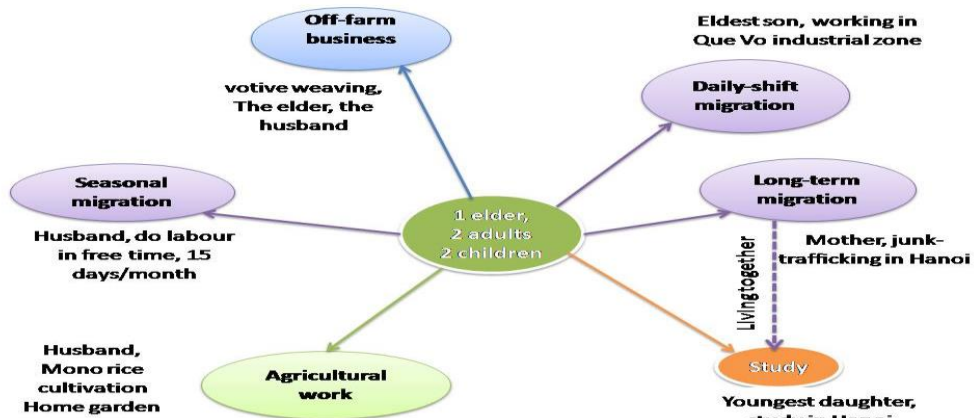 Off-farm
business
votive weaving,
The elder, the
husband
Eldest son, working in
Que Vo industrial zone
Daily-shift
migration
Seasonal
migration
Husband, do labour
in free time, 15
days/month
1 elder,
2 adults
2 children
Long-term
migration
Mother, junk-
trafficking in Hanoi
Living together
Husband,
Mono rice
cultivation
Home garden
Agricultural
work
Study
Youngest daughter,